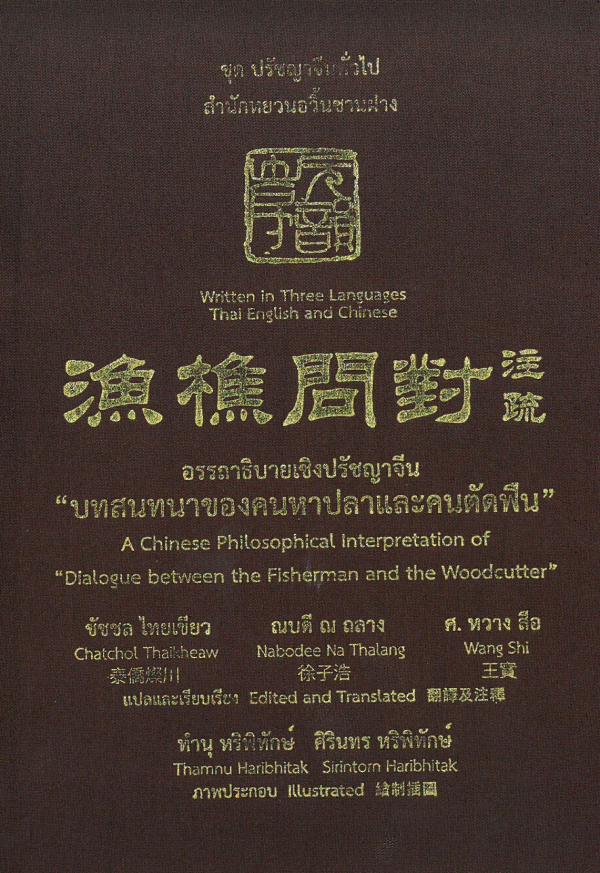 ชุด ปรัชญาจีนทั่วไป
สำนักหยวนอวิ้นซานฝาง
元韻山房
Written in Three Languages
Thai English and Chinese
漁樵問對 注疏
อรรถาธิบายเชิงปรัชญาจีน
“บทสนทนาของคนหาปลาและคนตัดฟืน”
A Chinese Philosophical Interpretation of
“Dialogue between the Fisherman and the Woodcutter”
ชัชชล ไทยเขียว ณบดี ณ ถลาง ศ. หวาง สือ
Chatchol Thaikheaw Nabodee Na Thalang Wang Shi
泰僑燦川 徐子浩 王寔
แปลและเรียบเรียง Edited and Translated 翻譯及注釋
ทำนุ หริพิทักษ์ ศิรินทร หริพิทักษ์
Thamnu Haribhitak Sirintorn Haribhitak
ภาพประกอบ Illustrated 繪制插圖